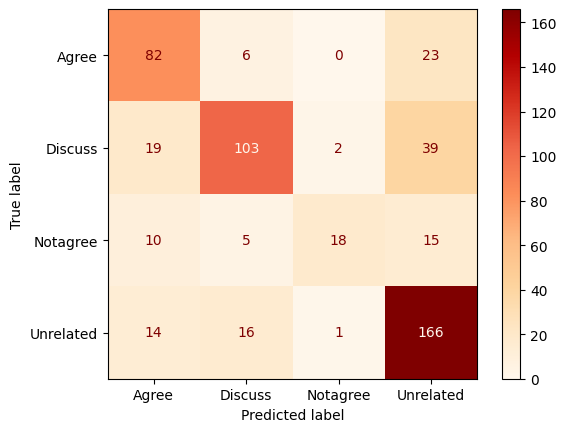 Agree 82 6 0 23
Discuss 19 103 2 39
Notagree 10 5 18 15
Unrelated 14 16 1 166
Agree Discuss Notagree Unrelated
Predicted label
True label
160
140
120
100
80
60
40
20
0